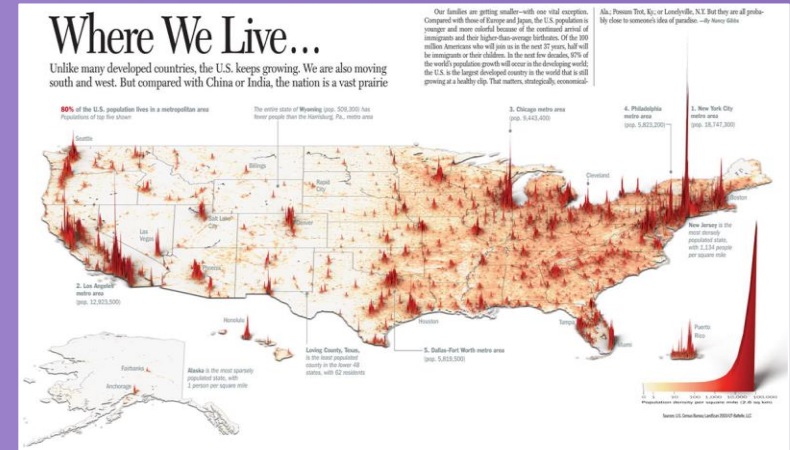 Where We Live...
Unlike many developed countries, the U.S. keeps growing. We are also moving
south and west. But compared with China or India, the nation is a vast prairie
Our families are getting smaller—with one vital exception.
Compared with those of Europe and Japan, the U.S. population is
younger and more colorful because of the continued arrival of
immigrants and their higher-than-average birthrates. Of the 100
million Americans who will join us in the next 37 years, half will
be immigrants or their children. In the next few decades, 97% of
the world's population growth will occur in the developing world;
the U.S. is the largest developed country in the world that is still
growing at a healthy clip. That matters, strategically, economical-
Ala.; Possum Trot, Ky.; or Lonelyville, N.Y. But they are all proba-
bly close to someone's idea of paradise. —By Nancy Gibbs
80% of the U.S. population lives in a metropolitan area
Populations of top five shown
The entire state of Wyoming (pop. 509,300) has
fewer people than the Harrisburg, Pa., metro area
3. Chicago metro area
(pop. 9,443,400)
4. Philadelphia
metro area
(pop. 5,823,200)
1. New York City
metro area
(pop. 18,747,300)
Seattle
Billings
Rapid
City
Cleveland
Boston
Salt Lake
City
Denver
Las
Vegas
Phoenix
New Jersey is the
most densely
populated state,
with 1,134 people
per square mile
2. Los Angeles
metro area
(pop. 12,923,500)
Honolulu
Houston
Tampa
Miami
Puerto
Rico
Loving County, Texas,
is the least populated
county in the lower 48
states, with 62 residents
5. Dallas-Fort Worth metro area
(pop. 5,819,500)
Fairbanks
Anchorage
Alaska is the most sparsely
populated state, with
1 person per square mile
0 1 10 100 1,000 10,000 100,000
Population density per square mile (2.6 sq km)